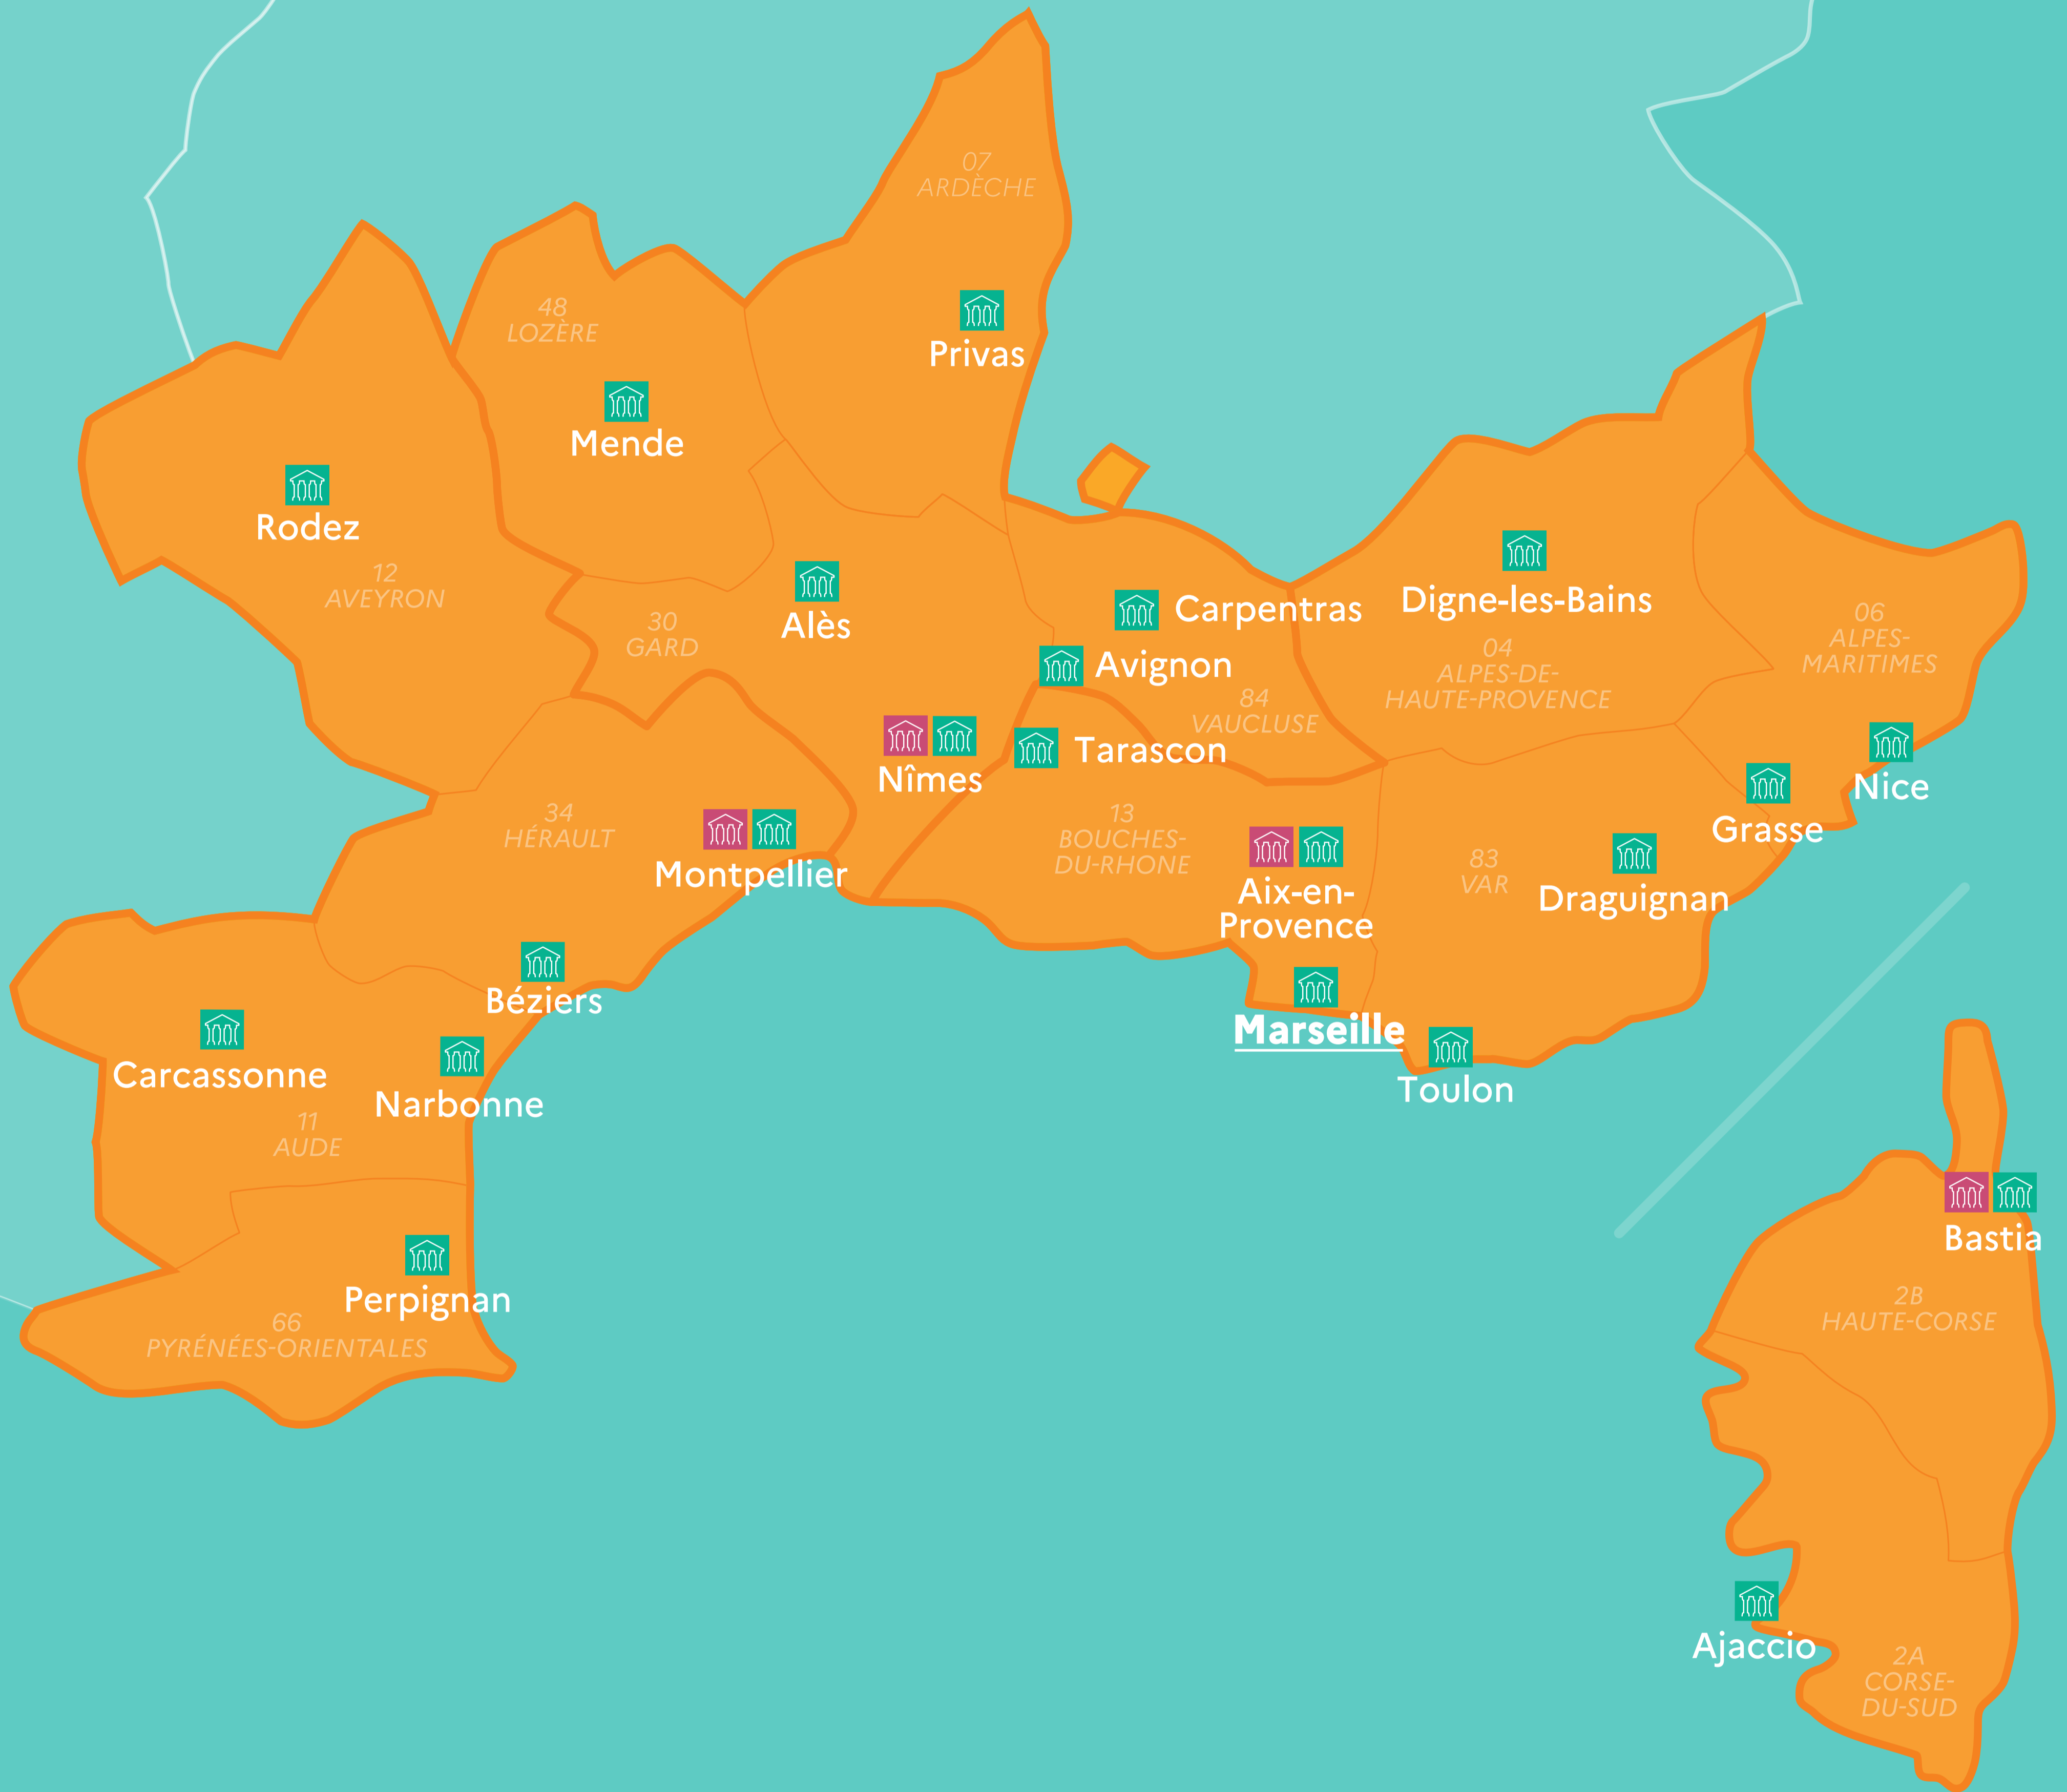 07
ARDÈCHE
48
LOZÈRE
Privas
Mende
Rodez
12
AVEYRON
Alès
30
GARD
Carpentras
Avignon
84
VAUCLUSE
Digne-les-Bains
04
ALPES-DE-
HAUTE-PROVENCE
06
ALPES-
MARITIMES
Nîmes
Tarascon
Nice
Grasse
34
HÉRAULT
Montpellier
13
BOUCHES-
DU-RHONE
Aix-en-
Provence
83
VAR
Draguignan
Béziers
Marseille
Toulon
Carcassonne
Narbonne
11
AUDE
Perpignan
66
PYRÉNÉES-ORIENTALES
Bastia
2B
HAUTE-CORSE
Ajaccio
2A
CORSE-
DU-SUD